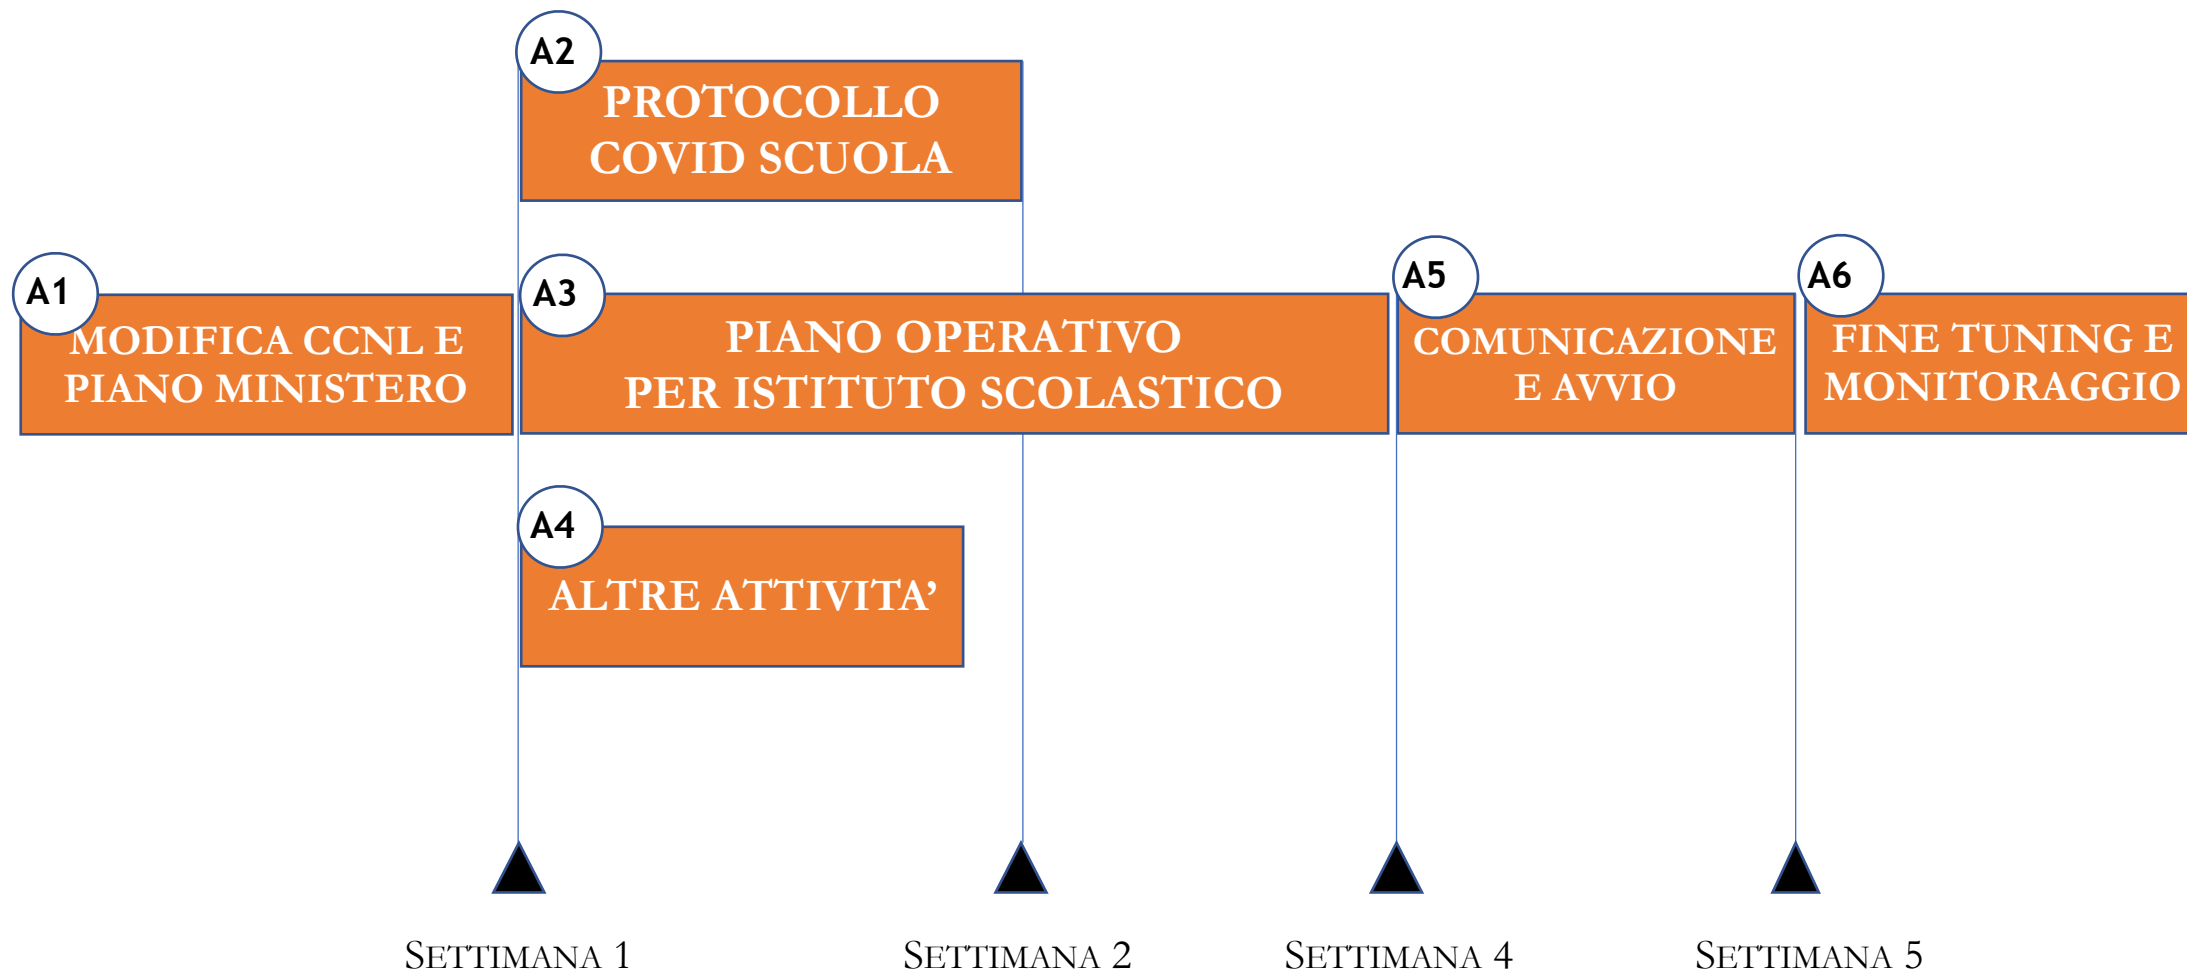 A2
PROTOCOLLO
COVID SCUOLA
A1
MODIFICA CCNL E
PIANO MINISTERO
A3
PIANO OPERATIVO
PER ISTITUTO SCOLASTICO
A5
COMUNICAZIONE
E AVVIO
A6
FINE TUNING E
MONITORAGGIO
A4
ALTRE ATTIVITA’
SETTIMANA 1
SETTIMANA 2
SETTIMANA 4
SETTIMANA 5